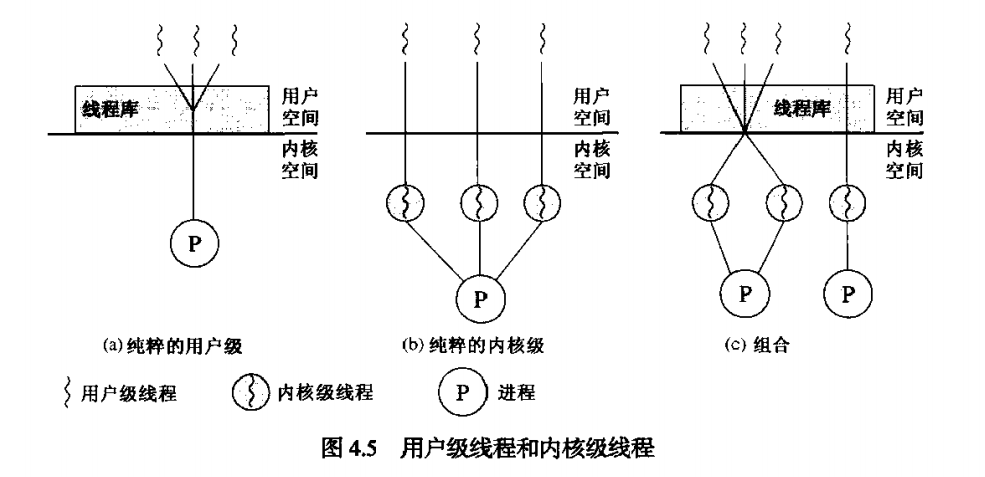 线程库
用户
空间
内核
空间
P
(a) 纯粹的用户级
用户
空间
内核
空间
P
(b) 纯粹的内核级
线程库
用户
空间
内核
空间
P
P
(c) 组合
用户级线程
内核级线程
P
进程
图 4.5 用户级线程和内核级线程